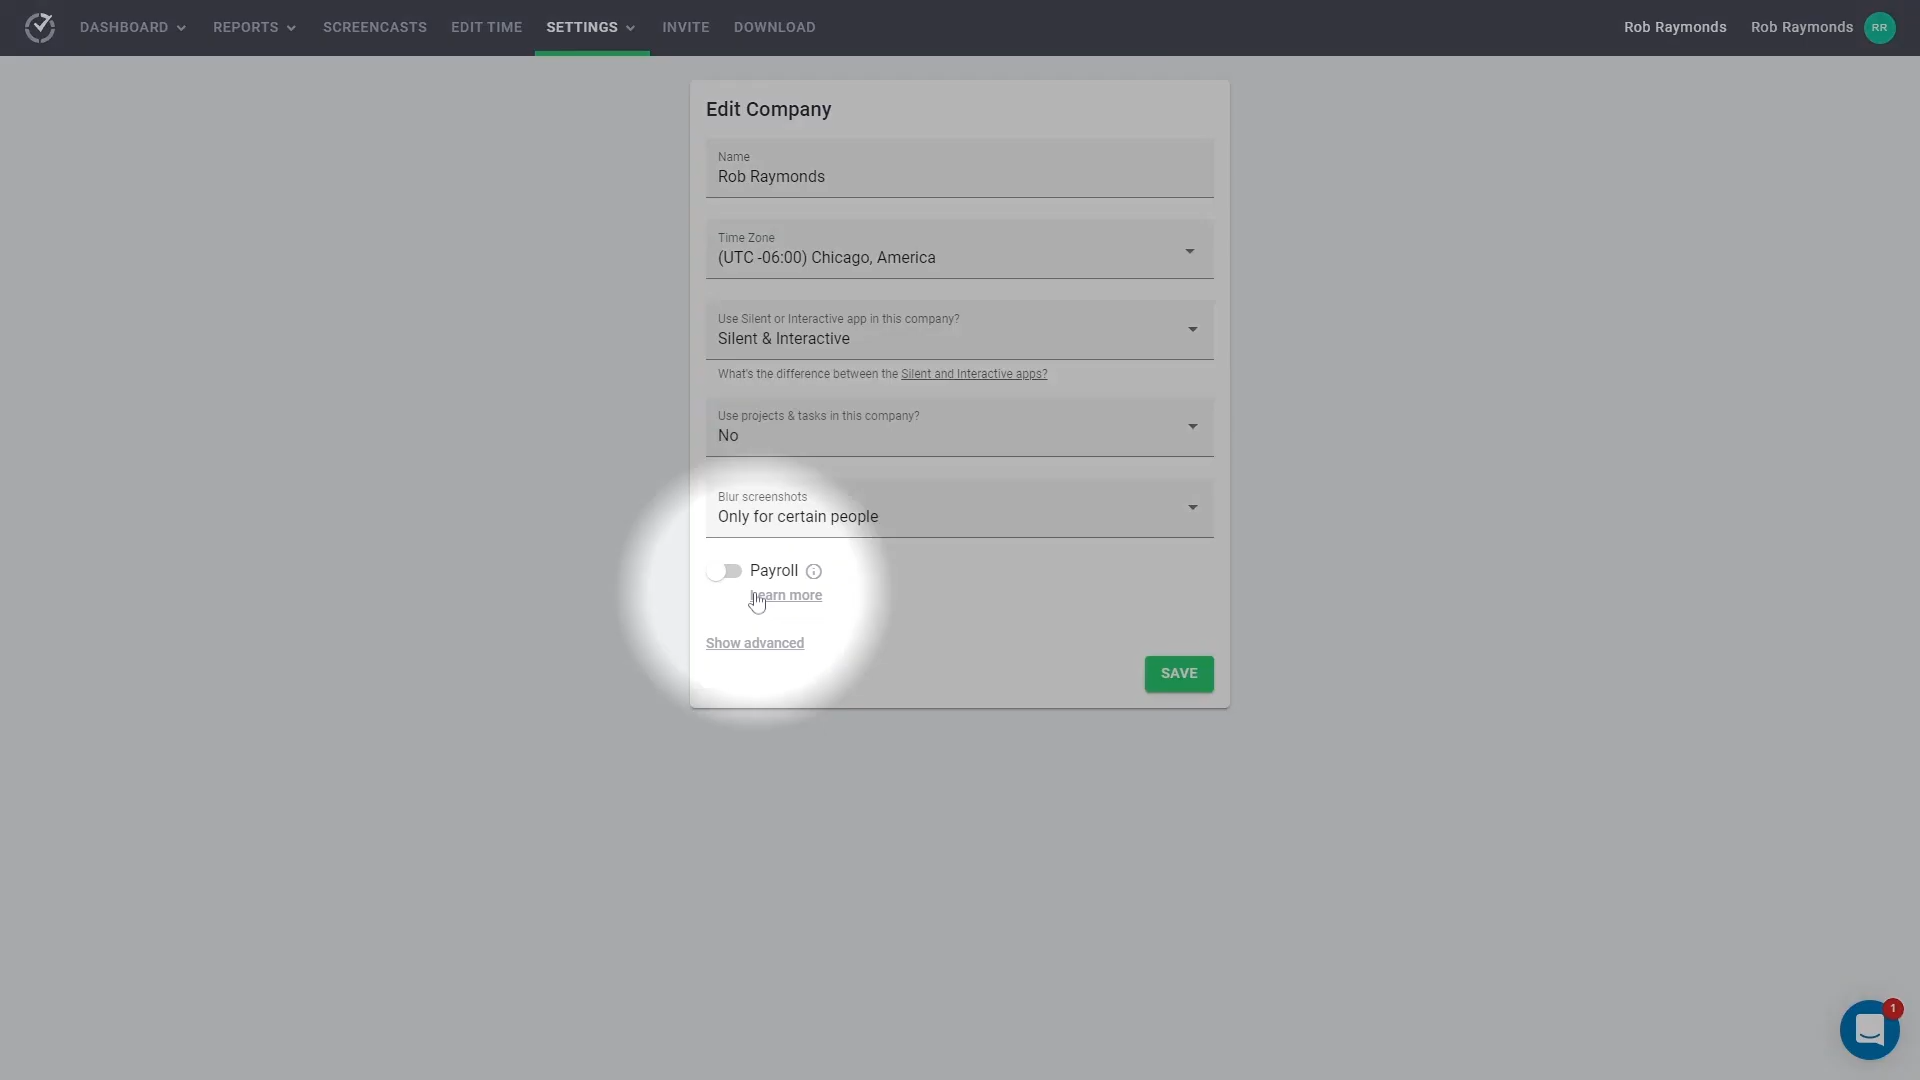 DASHBOARD
REPORTS
SCREENCASTS
EDIT TIME
SETTINGS
INVITE
DOWNLOAD
Rob Raymonds
Rob Raymonds
RR
Edit Company
Name
Rob Raymonds
Time Zone
(UTC -06:00) Chicago, America
Use Silent or Interactive app in this company?
Silent & Interactive
What's the difference between the Silent and Interactive apps?
Use projects & tasks in this company?
No
Blur screenshots
Only for certain people
Payroll
Learn more
Show advanced
SAVE
1